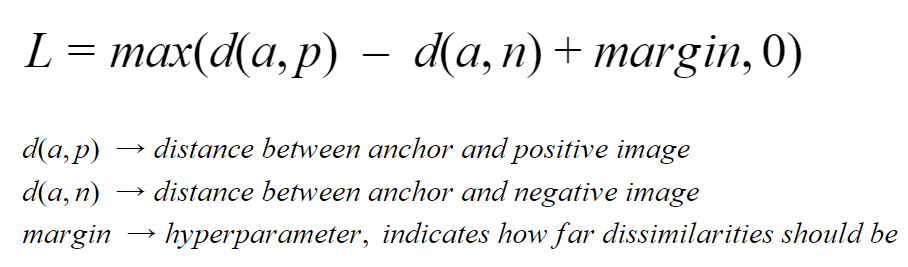 L = max(d(a, p) − d(a, n) + margin, 0)
d(a, p) → distance between anchor and positive image
d(a, n) → distance between anchor and negative image
margin → hyperparameter, indicates how far dissimilarities should be